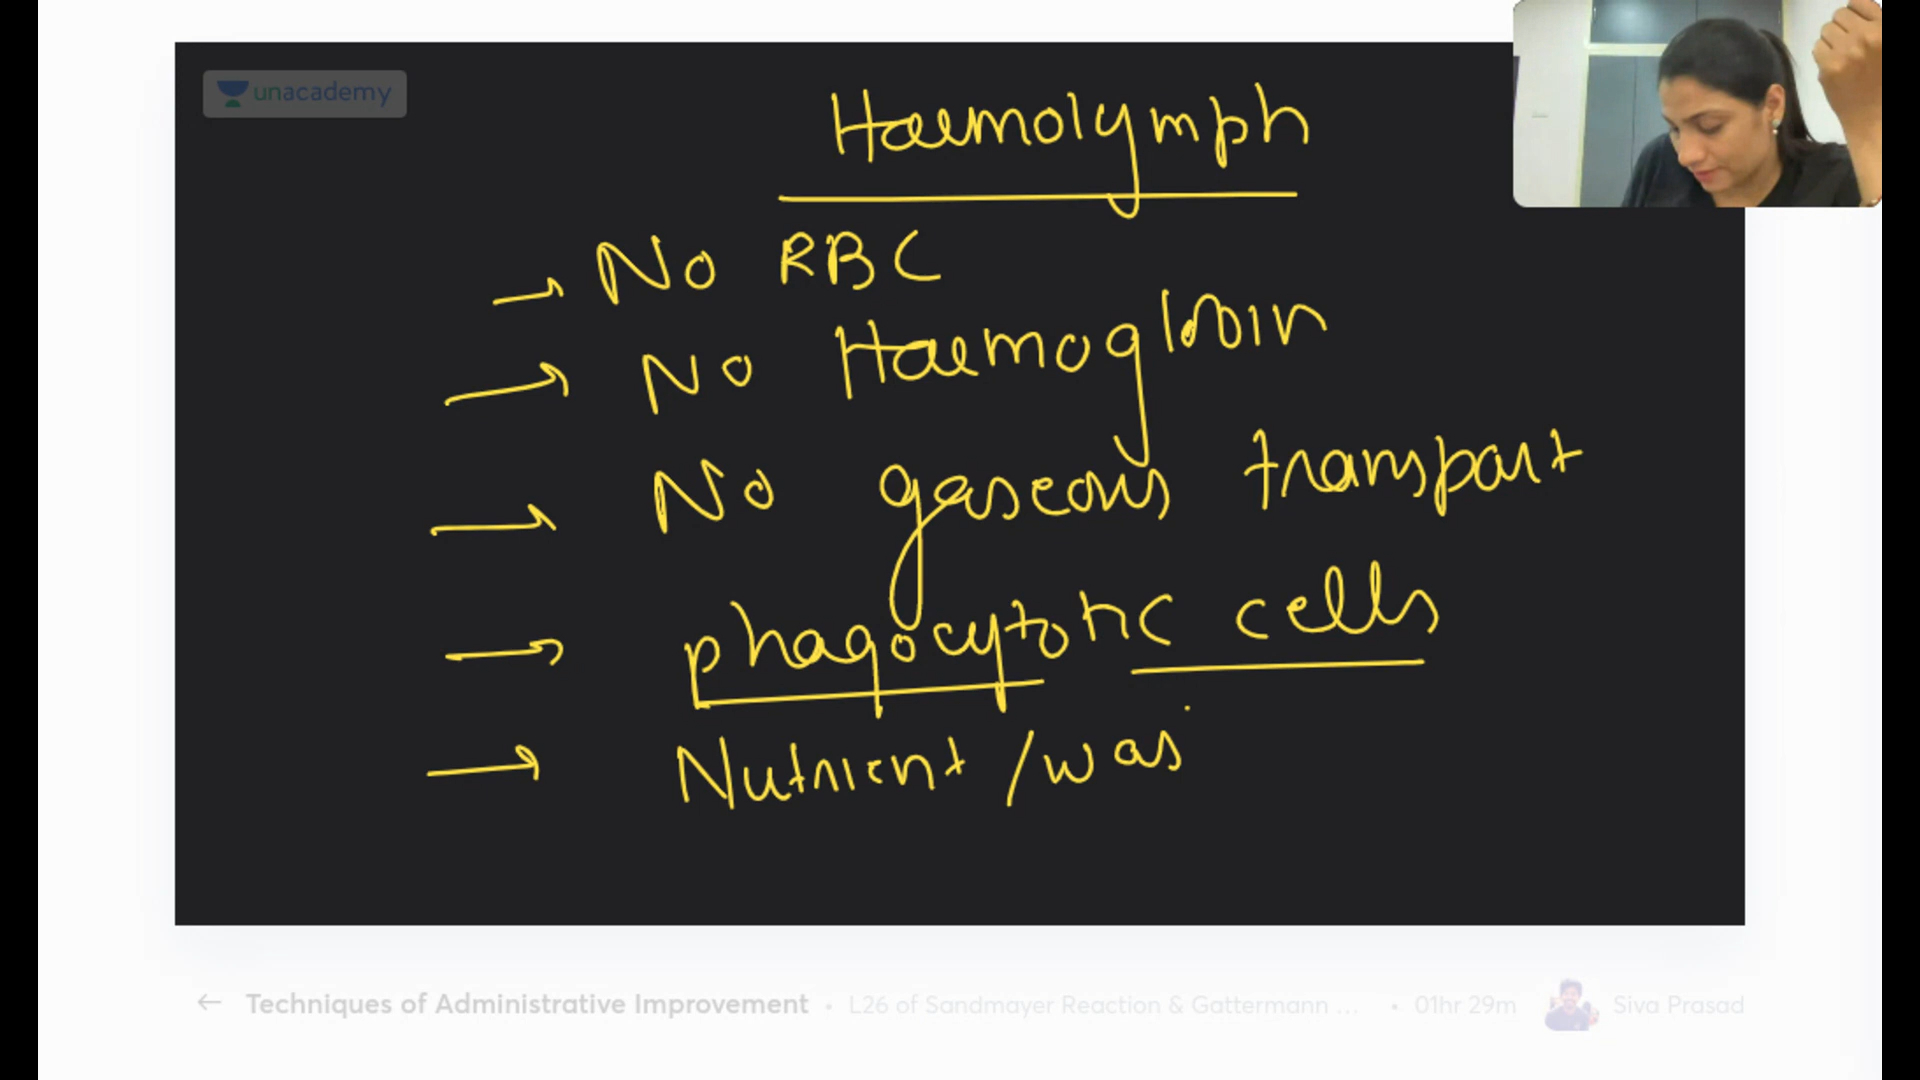 unacademy
Haemolymph
→ No RBC
→ No Haemoglobin
→ No gaseous transport
→ phagocytotic cells
→ Nutrient/was
← Techniques of Administrative Improvement • L26 of Sandmayer Reaction & Gattermann ... • 01hr 29m Siva Prasad